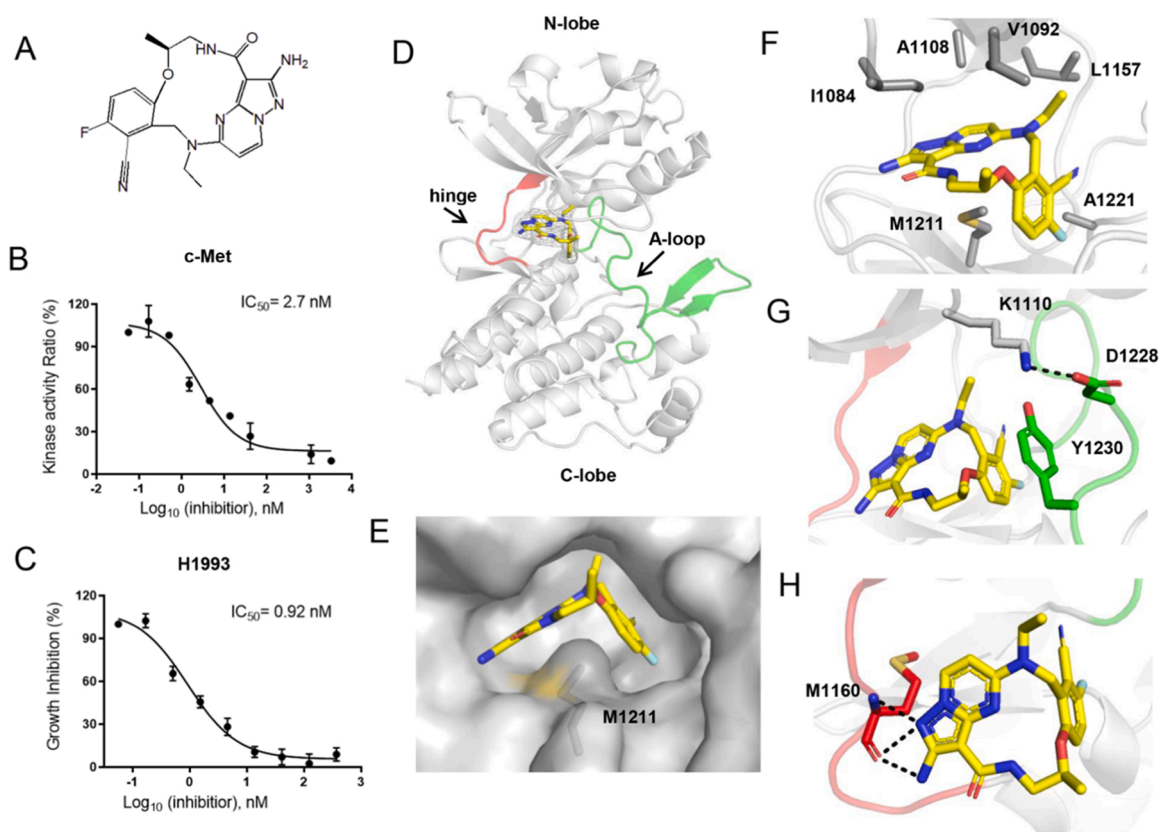 A
NH
O
NH2
O
N
N
N
N
F
N
B
c-Met
IC50= 2.7 nM
Kinase activity Ratio (%)
120
90
60
30
0
-2
-1
0
1
2
3
4
Log10 (inhibitior), nM
C
H1993
IC50= 0.92 nM
Growth Inhibition (%)
120
90
60
30
0
-1
0
1
2
3
Log10 (inhibitior), nM
D
N-lobe
hinge
A-loop
C-lobe
E
M1211
F
V1092
A1108
L1157
I1084
M1211
A1221
G
K1110
D1228
Y1230
H
M1160